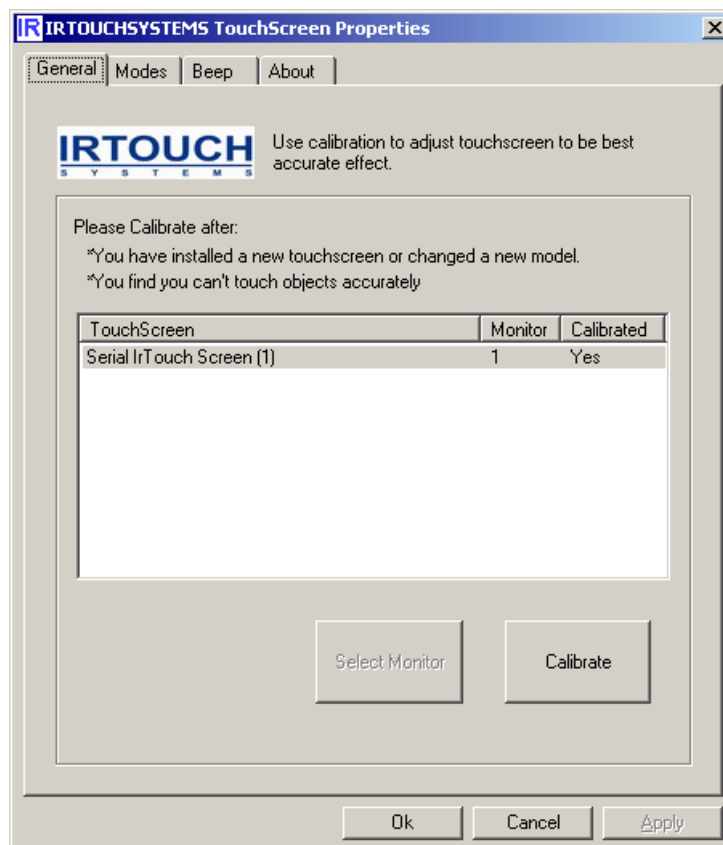 IR IRTOUCHSYSTEMS TouchScreen Properties
General Modes Beep About
IRTOUCH
SYSTEMS
Use calibration to adjust touchscreen to be best
accurate effect.
Please Calibrate after:
*You have installed a new touchscreen or changed a new model.
*You find you can't touch objects accurately
TouchScreen Monitor Calibrated
Serial IrTouch Screen (1) 1 Yes
Select Monitor Calibrate
Ok Cancel Apply